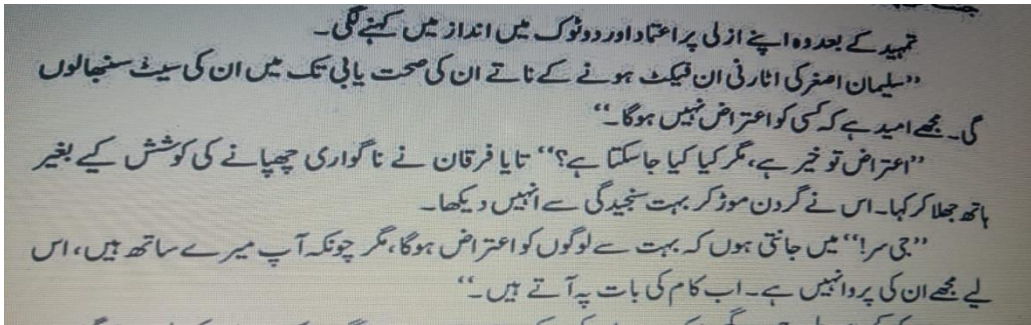 تمہید کے بعد وہ اپنے ازلی پر اعتماد اور دوٹوک میں انداز میں کہنے لگی۔
”سلیمان اصغر کی اٹارنی ان فیکٹ ہونے کے ناتے ان کی صحت یابی تک میں ان کی سیٹ سنبھالوں
گی۔ مجھے امید ہے کہ کسی کو اعتراض نہیں ہوگا۔“
”اعتراض تو خیر ہے، مگر کیا کیا جا سکتا ہے؟“ تایا فرقان نے ناگواری چھپانے کی کوشش کیے بغیر
ہاتھ جھلا کر کہا۔ اس نے گردن موڑ کر بہت سنجیدگی سے انہیں دیکھا۔
”جی سر!“ میں جانتی ہوں کہ بہت سے لوگوں کو اعتراض ہوگا، مگر چونکہ آپ میرے ساتھ ہیں، اس
لیے مجھے ان کی پروا نہیں ہے۔ اب کام کی بات پہ آتے ہیں۔“